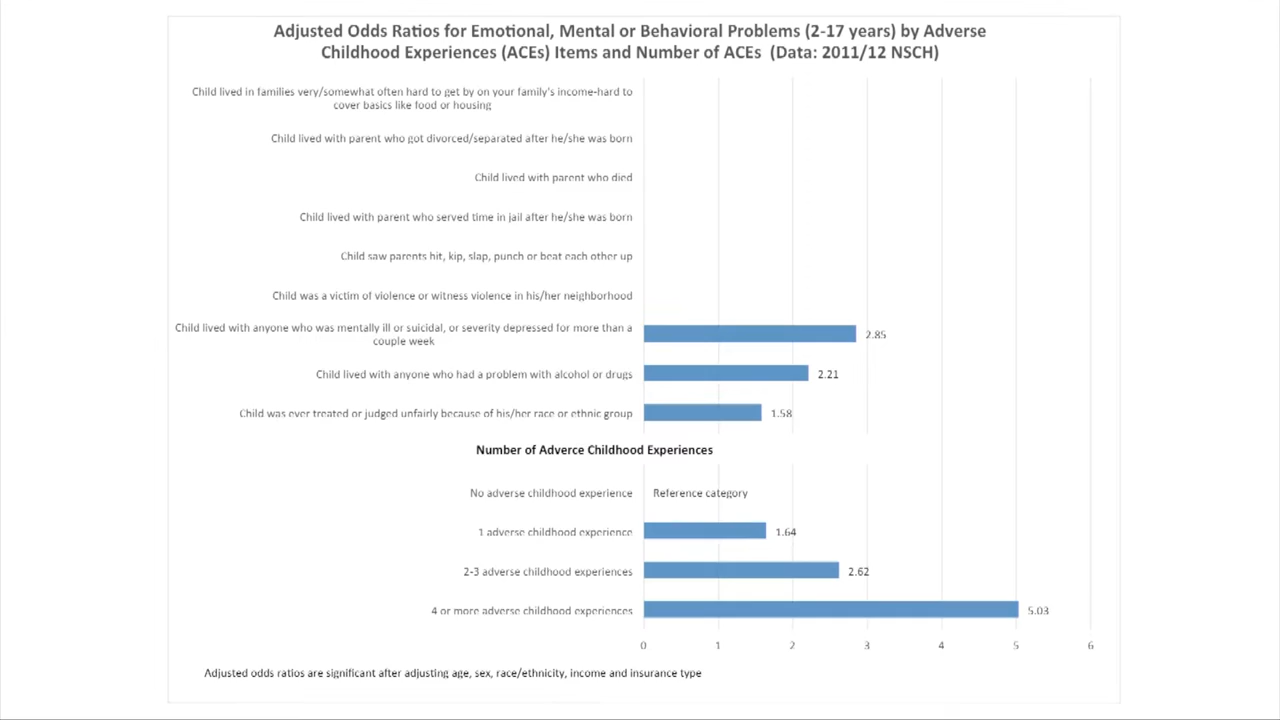 Adjusted Odds Ratios for Emotional, Mental or Behavioral Problems (2-17 years) by Adverse
Childhood Experiences (ACEs) Items and Number of ACEs (Data: 2011/12 NSCH)
Child lived in families very/somewhat often hard to get by on your family's income-hard to
cover basics like food or housing
Child lived with parent who got divorced/separated after he/she was born
Child lived with parent who died
Child lived with parent who served time in jail after he/she was born
Child saw parents hit, kip, slap, punch or beat each other up
Child was a victim of violence or witness violence in his/her neighborhood
Child lived with anyone who was mentally ill or suicidal, or severity depressed for more than a
couple week
2.85
Child lived with anyone who had a problem with alcohol or drugs
2.21
Child was ever treated or judged unfairly because of his/her race or ethnic group
1.58
Number of Adverce Childhood Experiences
No adverse childhood experience
Reference category
1 adverse childhood experience
1.64
2-3 adverse childhood experiences
2.62
4 or more adverse childhood experiences
5.03
0 1 2 3 4 5 6
Adjusted odds ratios are significant after adjusting age, sex, race/ethnicity, income and insurance type